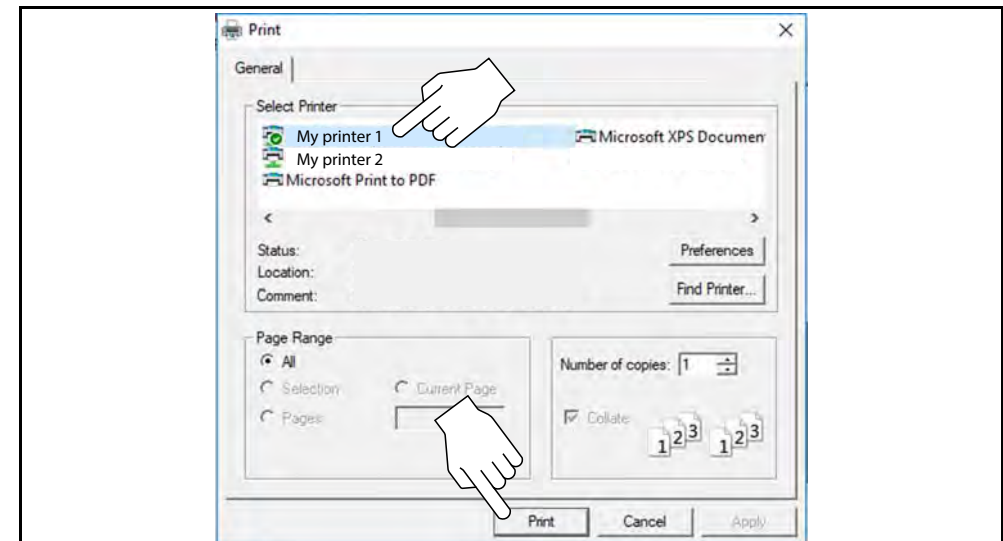 Print
General
Select Printer
My printer 1 Microsoft XPS Documen
My printer 2
Microsoft Print to PDF
Status: Preferences
Location:
Comment: Find Printer...
Page Range
All Number of copies: 1
Selection Current Page
Pages: Collate
1 2 3 1 2 3
Print Cancel Apply